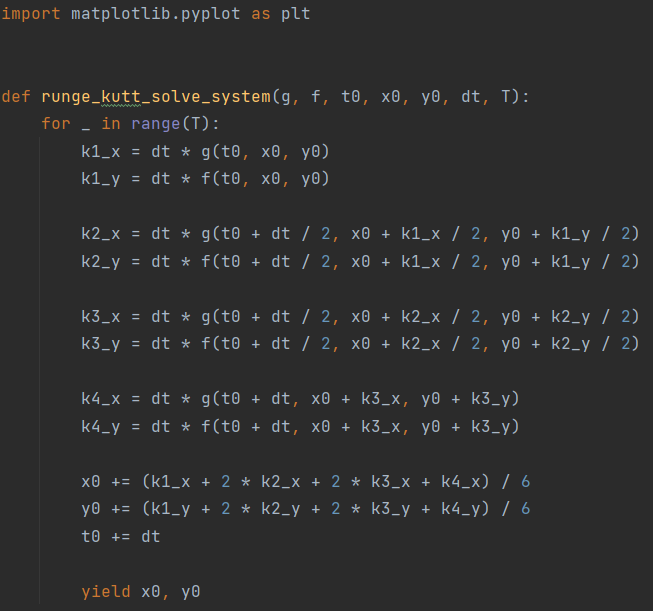 import matplotlib.pyplot as plt
def runge_kutt_solve_system(g, f, t0, x0, y0, dt, T):
for _ in range(T):
k1_x = dt * g(t0, x0, y0)
k1_y = dt * f(t0, x0, y0)
k2_x = dt * g(t0 + dt / 2, x0 + k1_x / 2, y0 + k1_y / 2)
k2_y = dt * f(t0 + dt / 2, x0 + k1_x / 2, y0 + k1_y / 2)
k3_x = dt * g(t0 + dt / 2, x0 + k2_x / 2, y0 + k2_y / 2)
k3_y = dt * f(t0 + dt / 2, x0 + k2_x / 2, y0 + k2_y / 2)
k4_x = dt * g(t0 + dt, x0 + k3_x, y0 + k3_y)
k4_y = dt * f(t0 + dt, x0 + k3_x, y0 + k3_y)
x0 += (k1_x + 2 * k2_x + 2 * k3_x + k4_x) / 6
y0 += (k1_y + 2 * k2_y + 2 * k3_y + k4_y) / 6
t0 += dt
yield x0, y0